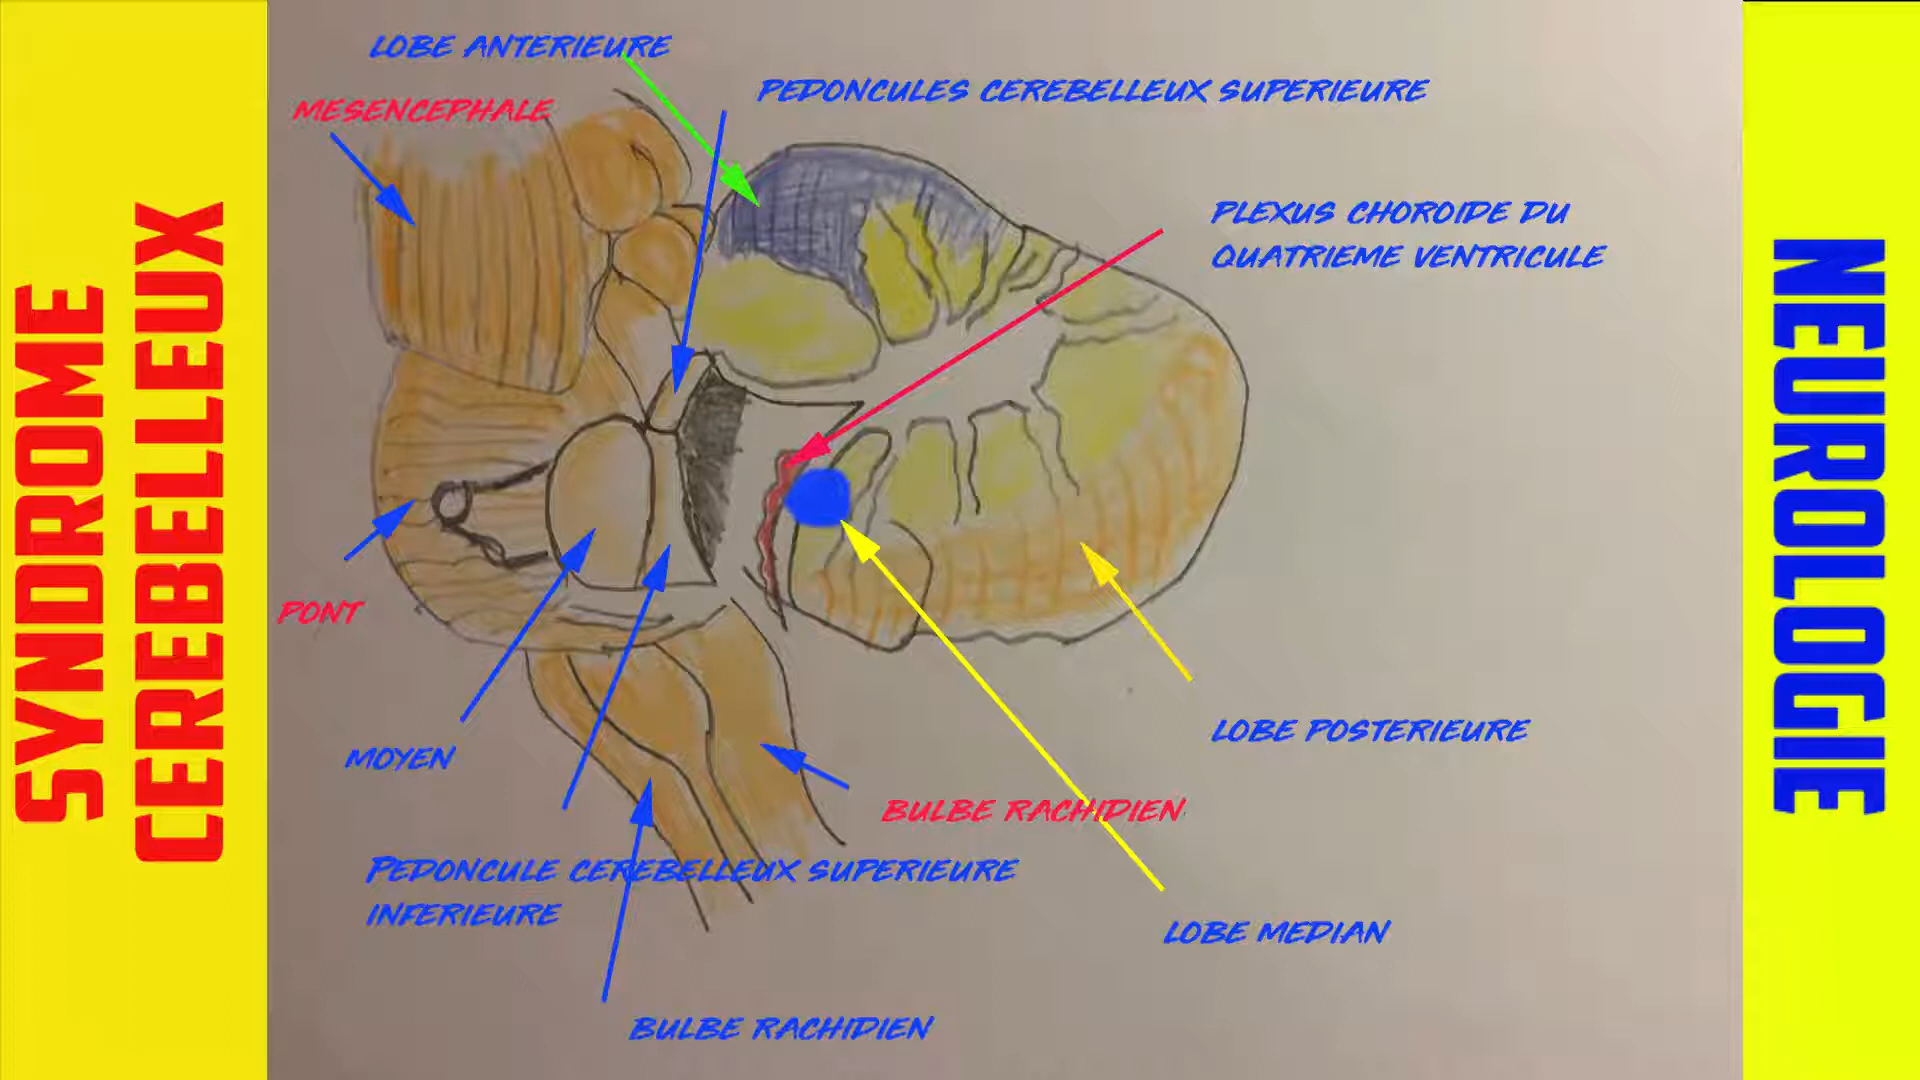 SYNDROME
CEREBELLEUX
LOBE ANTERIEURE
PEDONCULES CEREBELLEUX SUPERIEURE
MESENCEPHALE
PLEXUS CHOROIDE DU
QUATRIEME VENTRICULE
PONT
MOYEN
LOBE POSTERIEURE
BULBE RACHIDIEN
PEDONCULE CEREBELLEUX SUPERIEURE
INFERIEURE
LOBE MEDIAN
BULBE RACHIDIEN
NEUROLOGIE